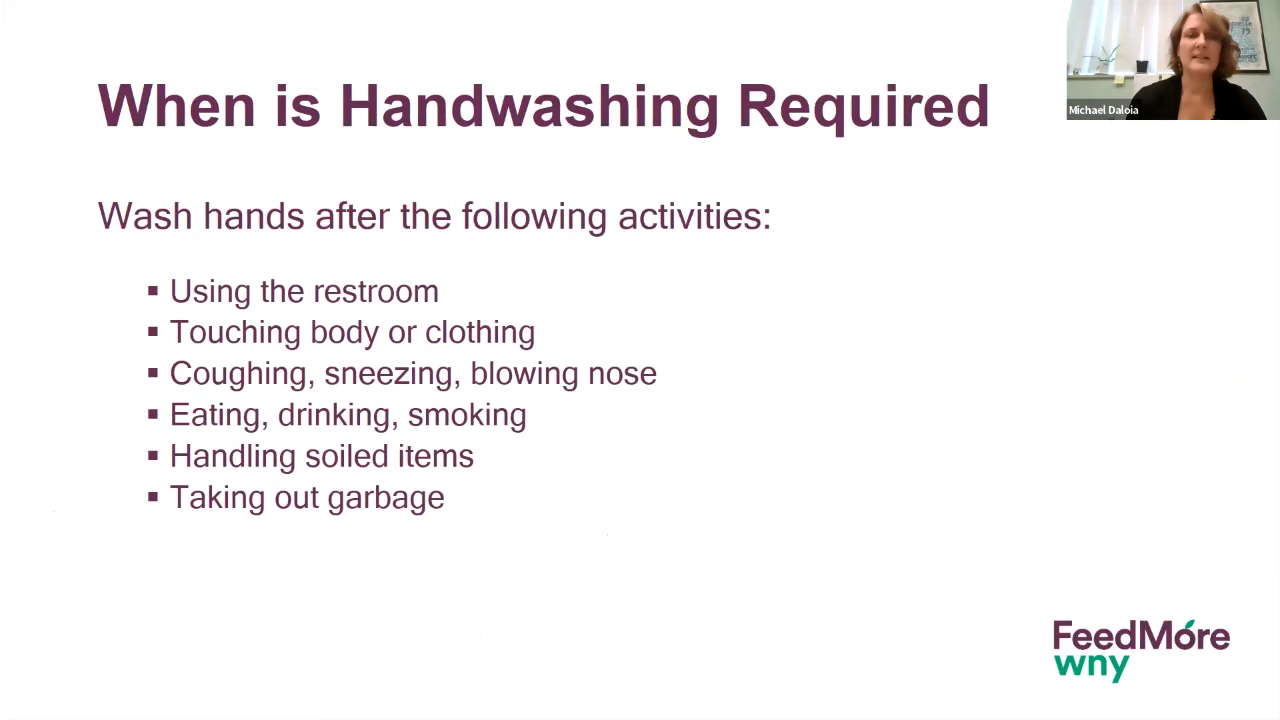 When is Handwashing Required
Michael Daloia
Wash hands after the following activities:
▪ Using the restroom
▪ Touching body or clothing
▪ Coughing, sneezing, blowing nose
▪ Eating, drinking, smoking
▪ Handling soiled items
▪ Taking out garbage
FeedMore
wny